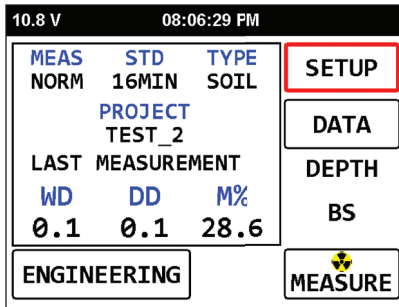 10.8 V 08:06:29 PM
MEAS STD TYPE
NORM 16MIN SOIL
PROJECT
TEST_2
LAST MEASUREMENT
WD DD M%
0.1 0.1 28.6
SETUP
DATA
DEPTH
BS
ENGINEERING
MEASURE